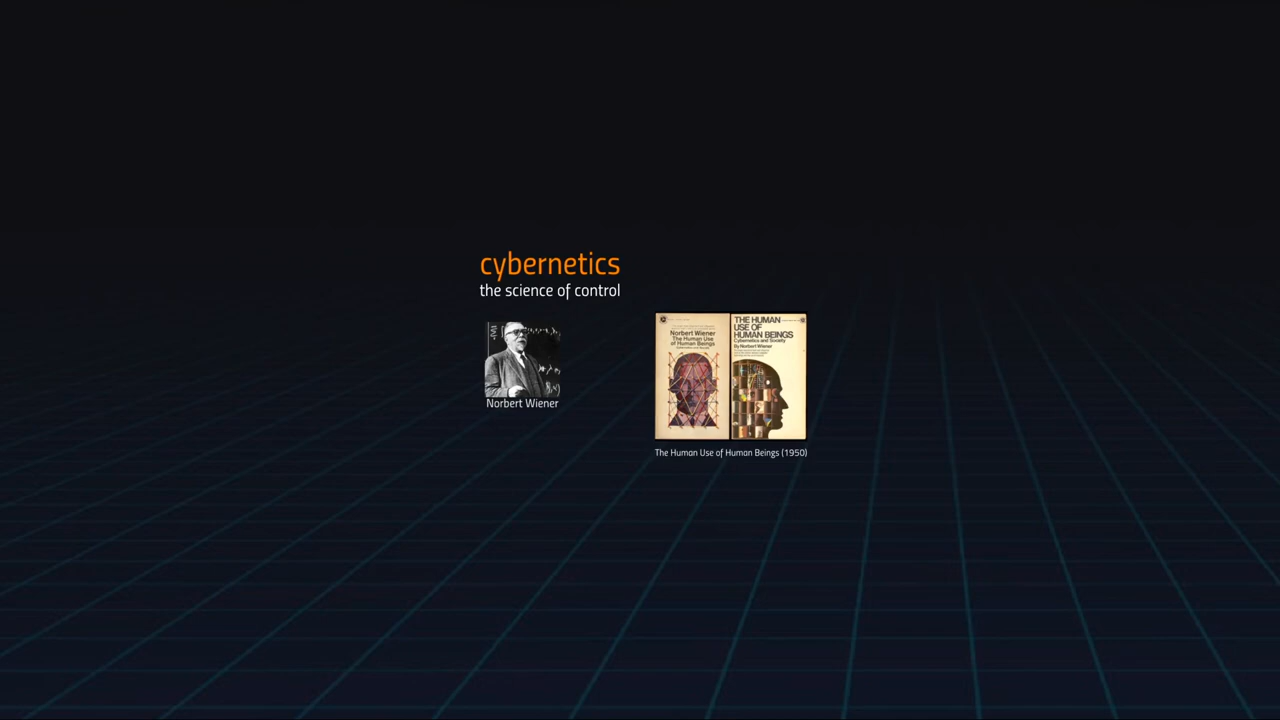 cybernetics
the science of control
Norbert Wiener
Norbert Wiener
The Human Use
of Human Beings
THE HUMAN
USE OF
HUMAN BEINGS
Cybernetics and Society
By Norbert Wiener
The Human Use of Human Beings (1950)